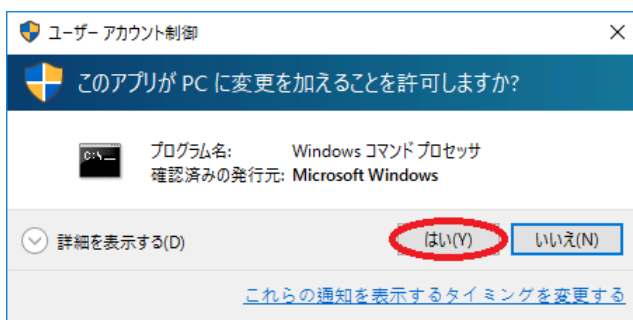 ユーザー アカウント制御
このアプリが PC に変更を加えることを許可しますか?
C:\
プログラム名: Windows コマンド プロセッサ
確認済みの発行元: Microsoft Windows
詳細を表示する(D) はい(Y) いいえ(N)
これらの通知を表示するタイミングを変更する